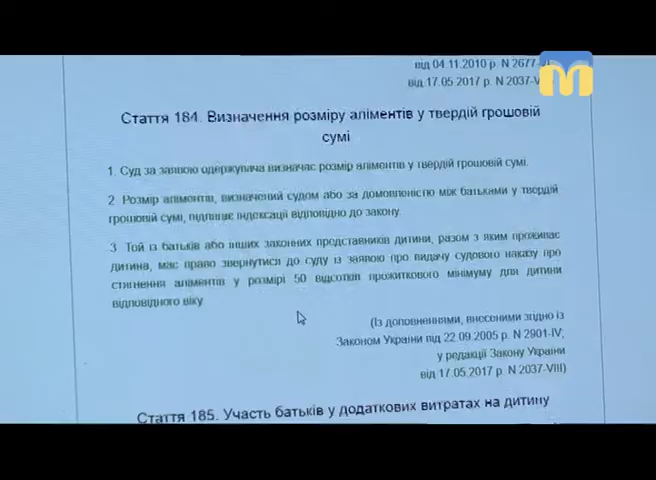 від 04.11.2010 р. N 2677-
від 17.05.2017 р. N 2037-V
Стаття 184. Визначення розміру аліментів у твердій грошовій
сумі
1. Суд за заявою одержувача визначає розмір аліментів у твердій грошовій сумі.
2. Розмір аліментів, визначений судом або за домовленістю між батьками у твердій
грошовій сумі, підлягає індексації відповідно до закону.
3. Той із батьків або інших законних представників дитини, разом з яким проживає
дитина, має право звернутися до суду із заявою про видачу судового наказу про
стягнення аліментів у розмірі 50 відсотків прожиткового мінімуму для дитини
відповідного віку.
(Із доповненнями, внесеними згідно із
Законом України від 22.09.2005 р. N 2901-IV,
у редакції Закону України
від 17.05.2017 р. N 2037-VIII)
Стаття 185. Участь батьків у додаткових витратах на дитину